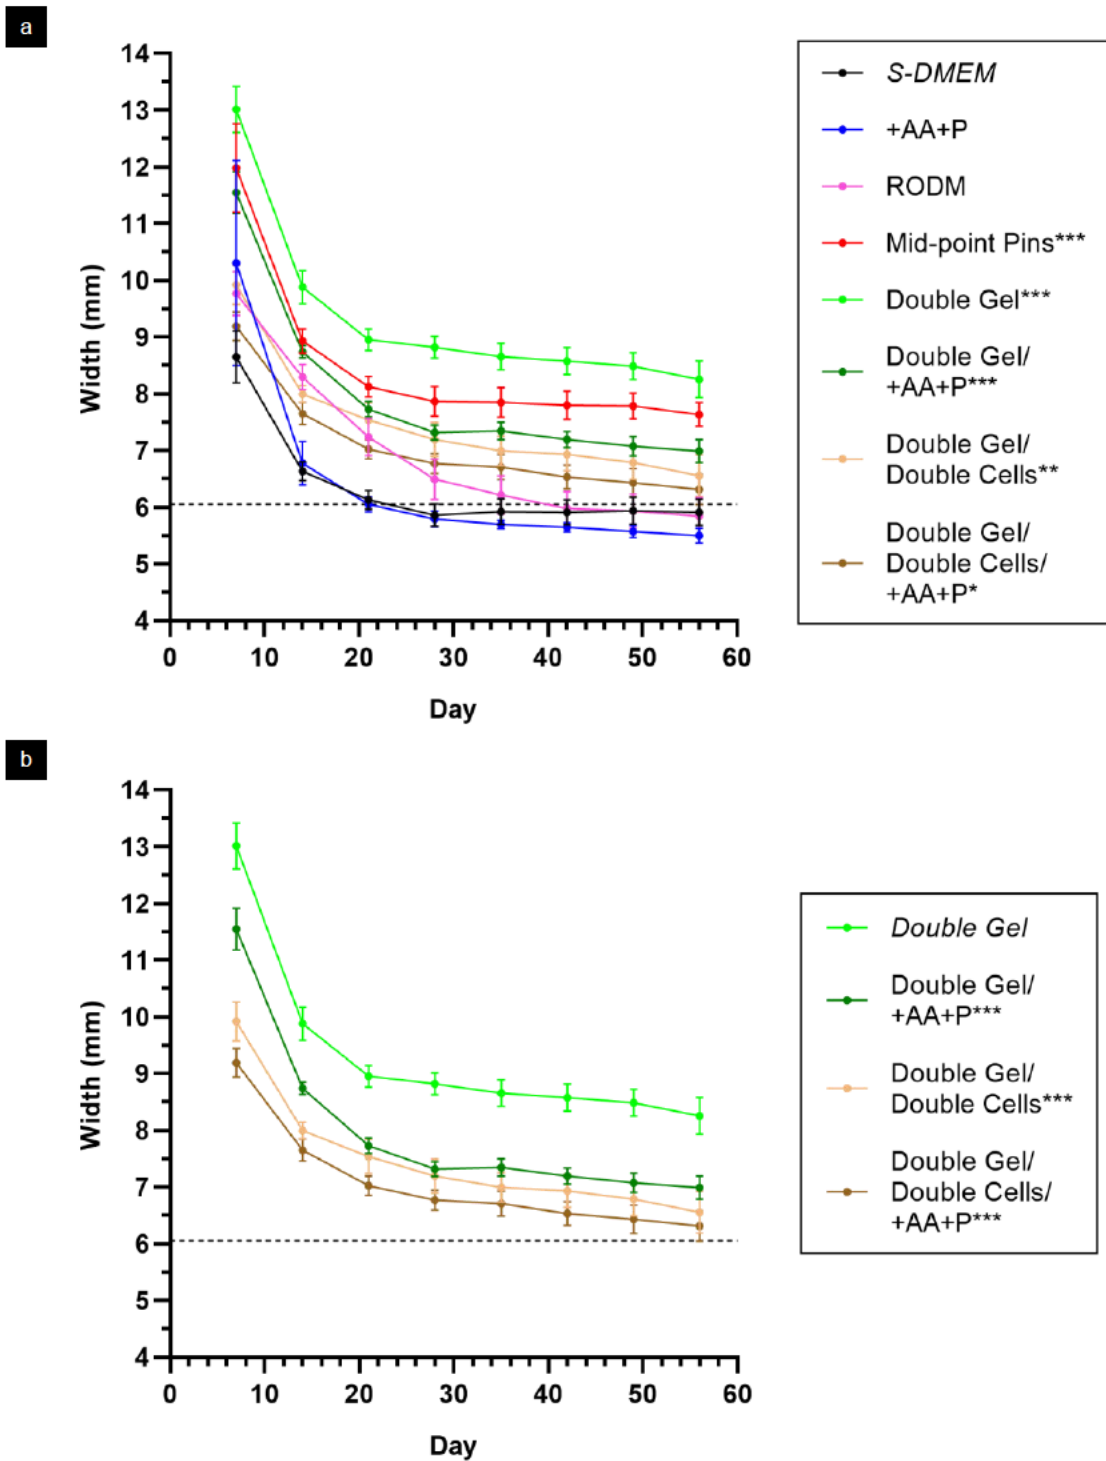 a
14
13
12
11
10
9
8
7
6
5
4
Width (mm)
0 10 20 30 40 50 60
Day
S-DMEM
+AA+P
RODM
Mid-point Pins***
Double Gel***
Double Gel/
+AA+P***
Double Gel/
Double Cells**
Double Gel/
Double Cells/
+AA+P*
b
14
13
12
11
10
9
8
7
6
5
4
Width (mm)
0 10 20 30 40 50 60
Day
Double Gel
Double Gel/
+AA+P***
Double Gel/
Double Cells***
Double Gel/
Double Cells/
+AA+P***